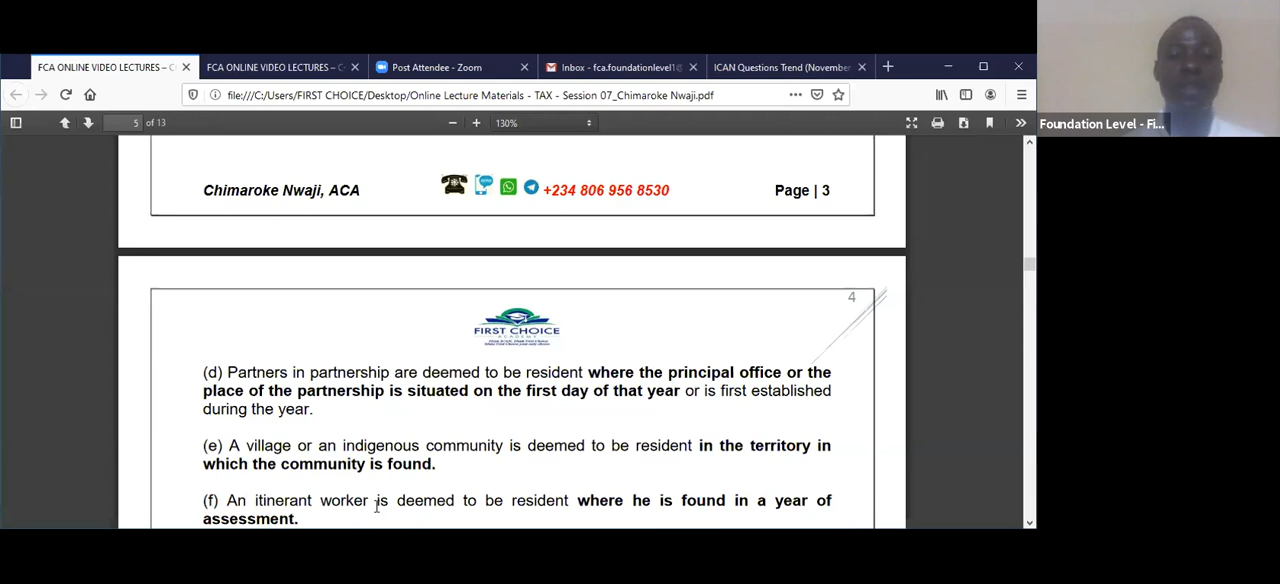 FCA ONLINE VIDEO LECTURES – C
FCA ONLINE VIDEO LECTURES – C
Post Attendee - Zoom
Inbox - fca.foundationlevel1@
ICAN Questions Trend (November
file:///C:/Users/FIRST CHOICE/Desktop/Online Lecture Materials - TAX - Session 07_Chimaroke Nwaji.pdf
5 of 13
130%
Foundation Level - Fi...
Chimaroke Nwaji, ACA
+234 806 956 8530
Page | 3
4
FIRST CHOICE
(d) Partners in partnership are deemed to be resident where the principal office or the
place of the partnership is situated on the first day of that year or is first established
during the year.
(e) A village or an indigenous community is deemed to be resident in the territory in
which the community is found.
(f) An itinerant worker is deemed to be resident where he is found in a year of
assessment.